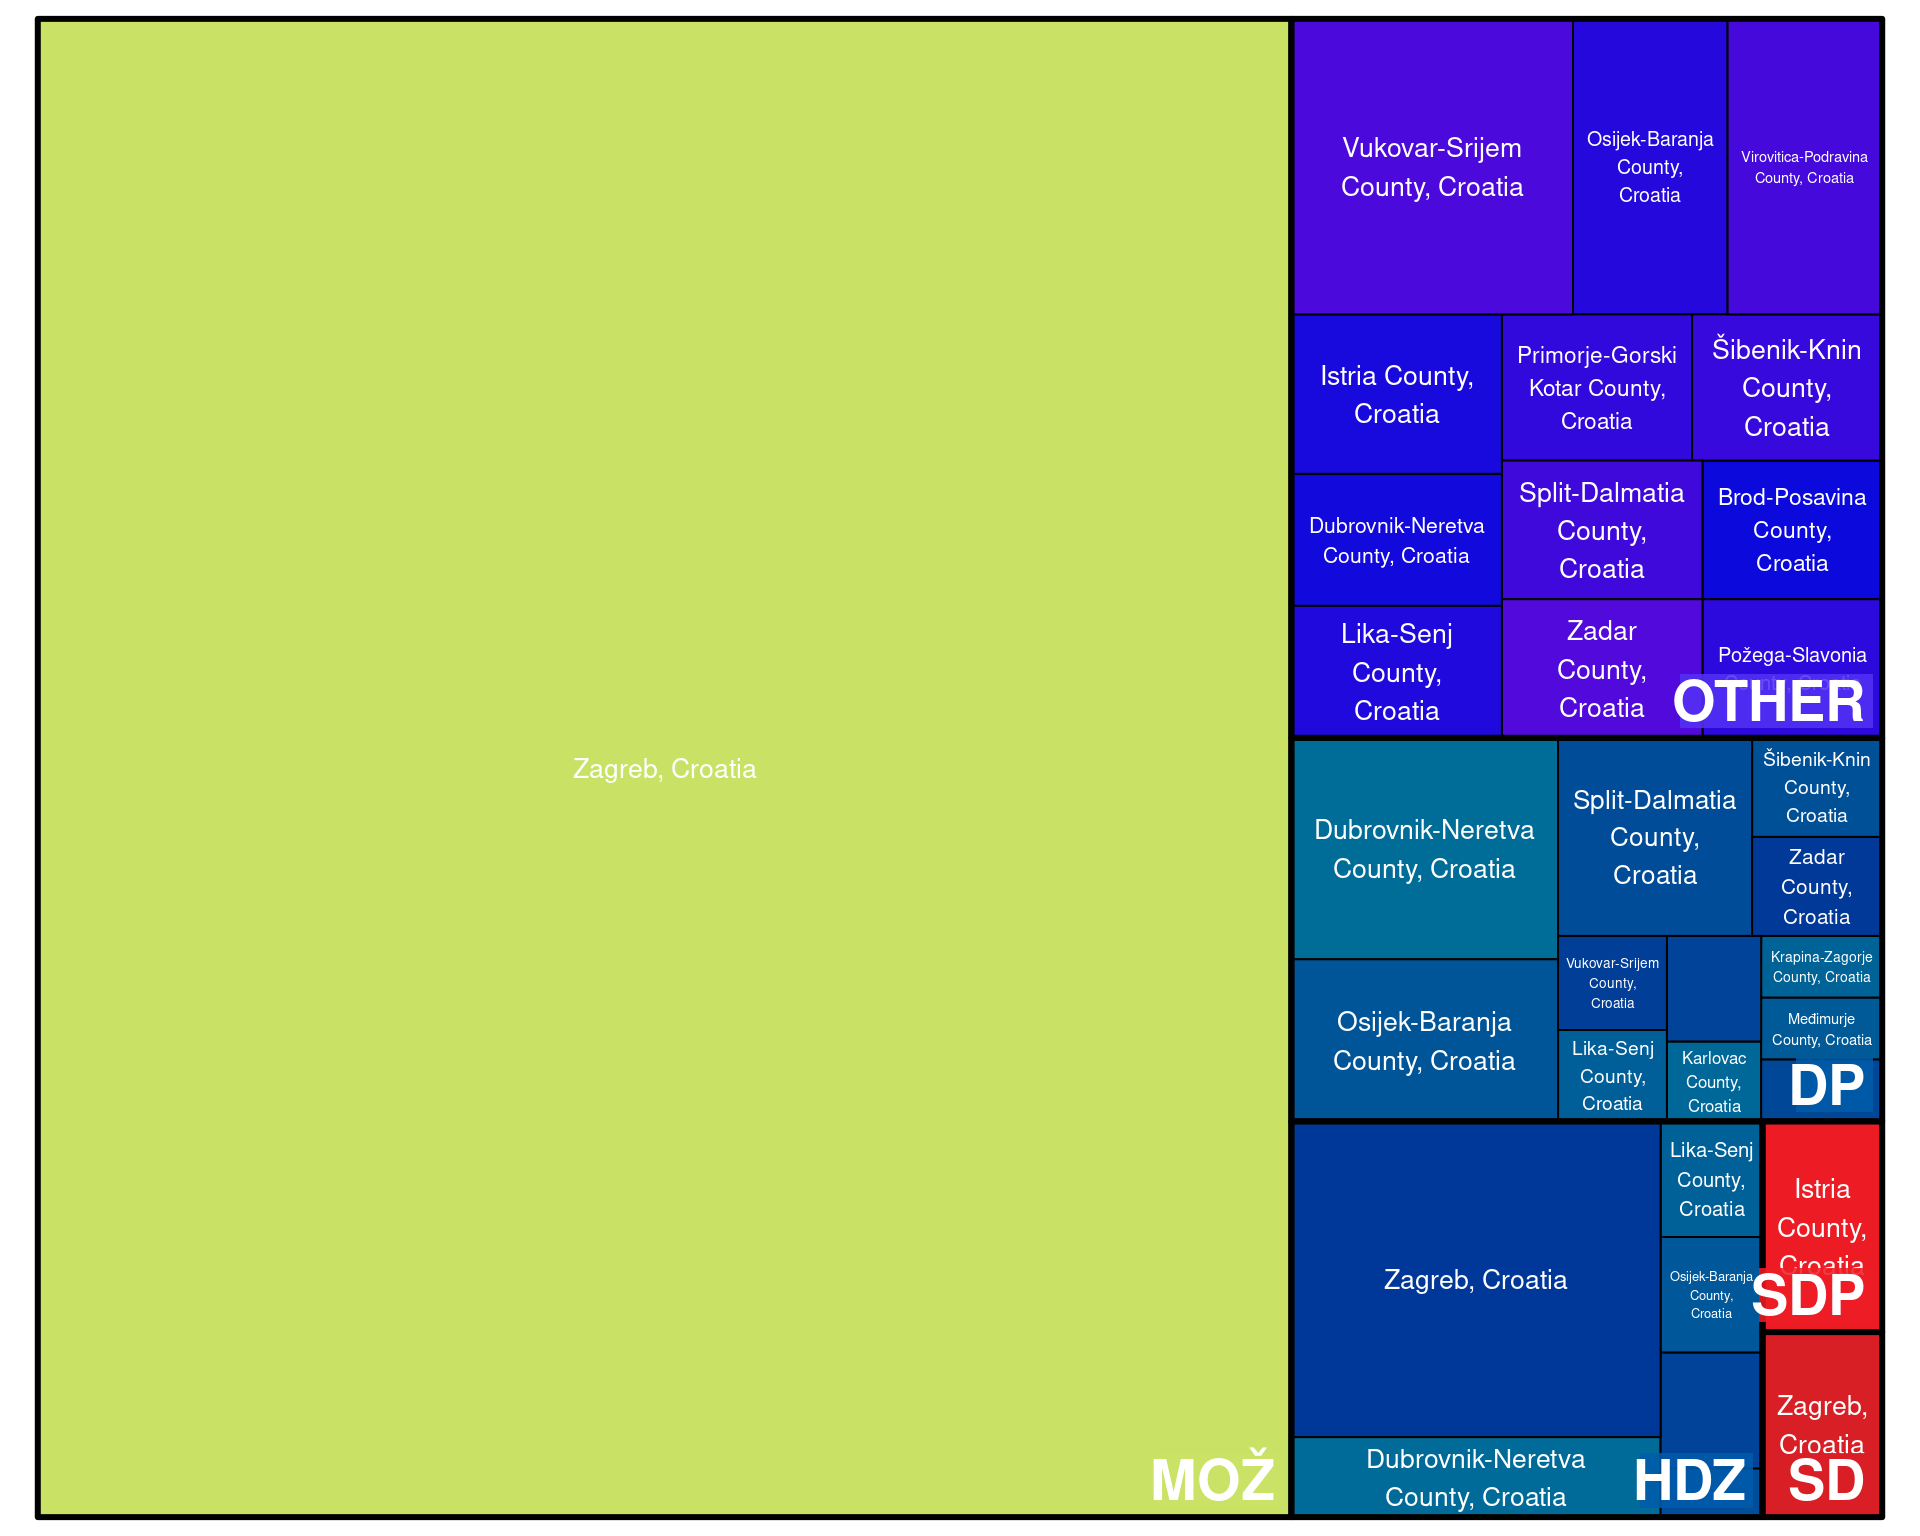 Zagreb, Croatia
MOŽ
Vukovar-Srijem
County, Croatia
Osijek-Baranja
County,
Croatia
Virovitica-Podravina
County, Croatia
Istria County,
Croatia
Primorje-Gorski
Kotar County,
Croatia
Šibenik-Knin
County,
Croatia
Dubrovnik-Neretva
County, Croatia
Split-Dalmatia
County,
Croatia
Brod-Posavina
County,
Croatia
Lika-Senj
County,
Croatia
Zadar
County,
Croatia
Požega-Slavonia
OTHER
Dubrovnik-Neretva
County, Croatia
Split-Dalmatia
County,
Croatia
Šibenik-Knin
County,
Croatia
Zadar
County,
Croatia
Osijek-Baranja
County, Croatia
Vukovar-Srijem
County,
Croatia
Lika-Senj
County,
Croatia
Karlovac
County,
Croatia
Krapina-Zagorje
County, Croatia
Međimurje
County, Croatia
DP
Zagreb, Croatia
Lika-Senj
County,
Croatia
Osijek-Baranja
County,
Croatia
Dubrovnik-Neretva
County, Croatia
HDZ
Istria
County,
Croatia
SDP
Zagreb,
Croatia
SD